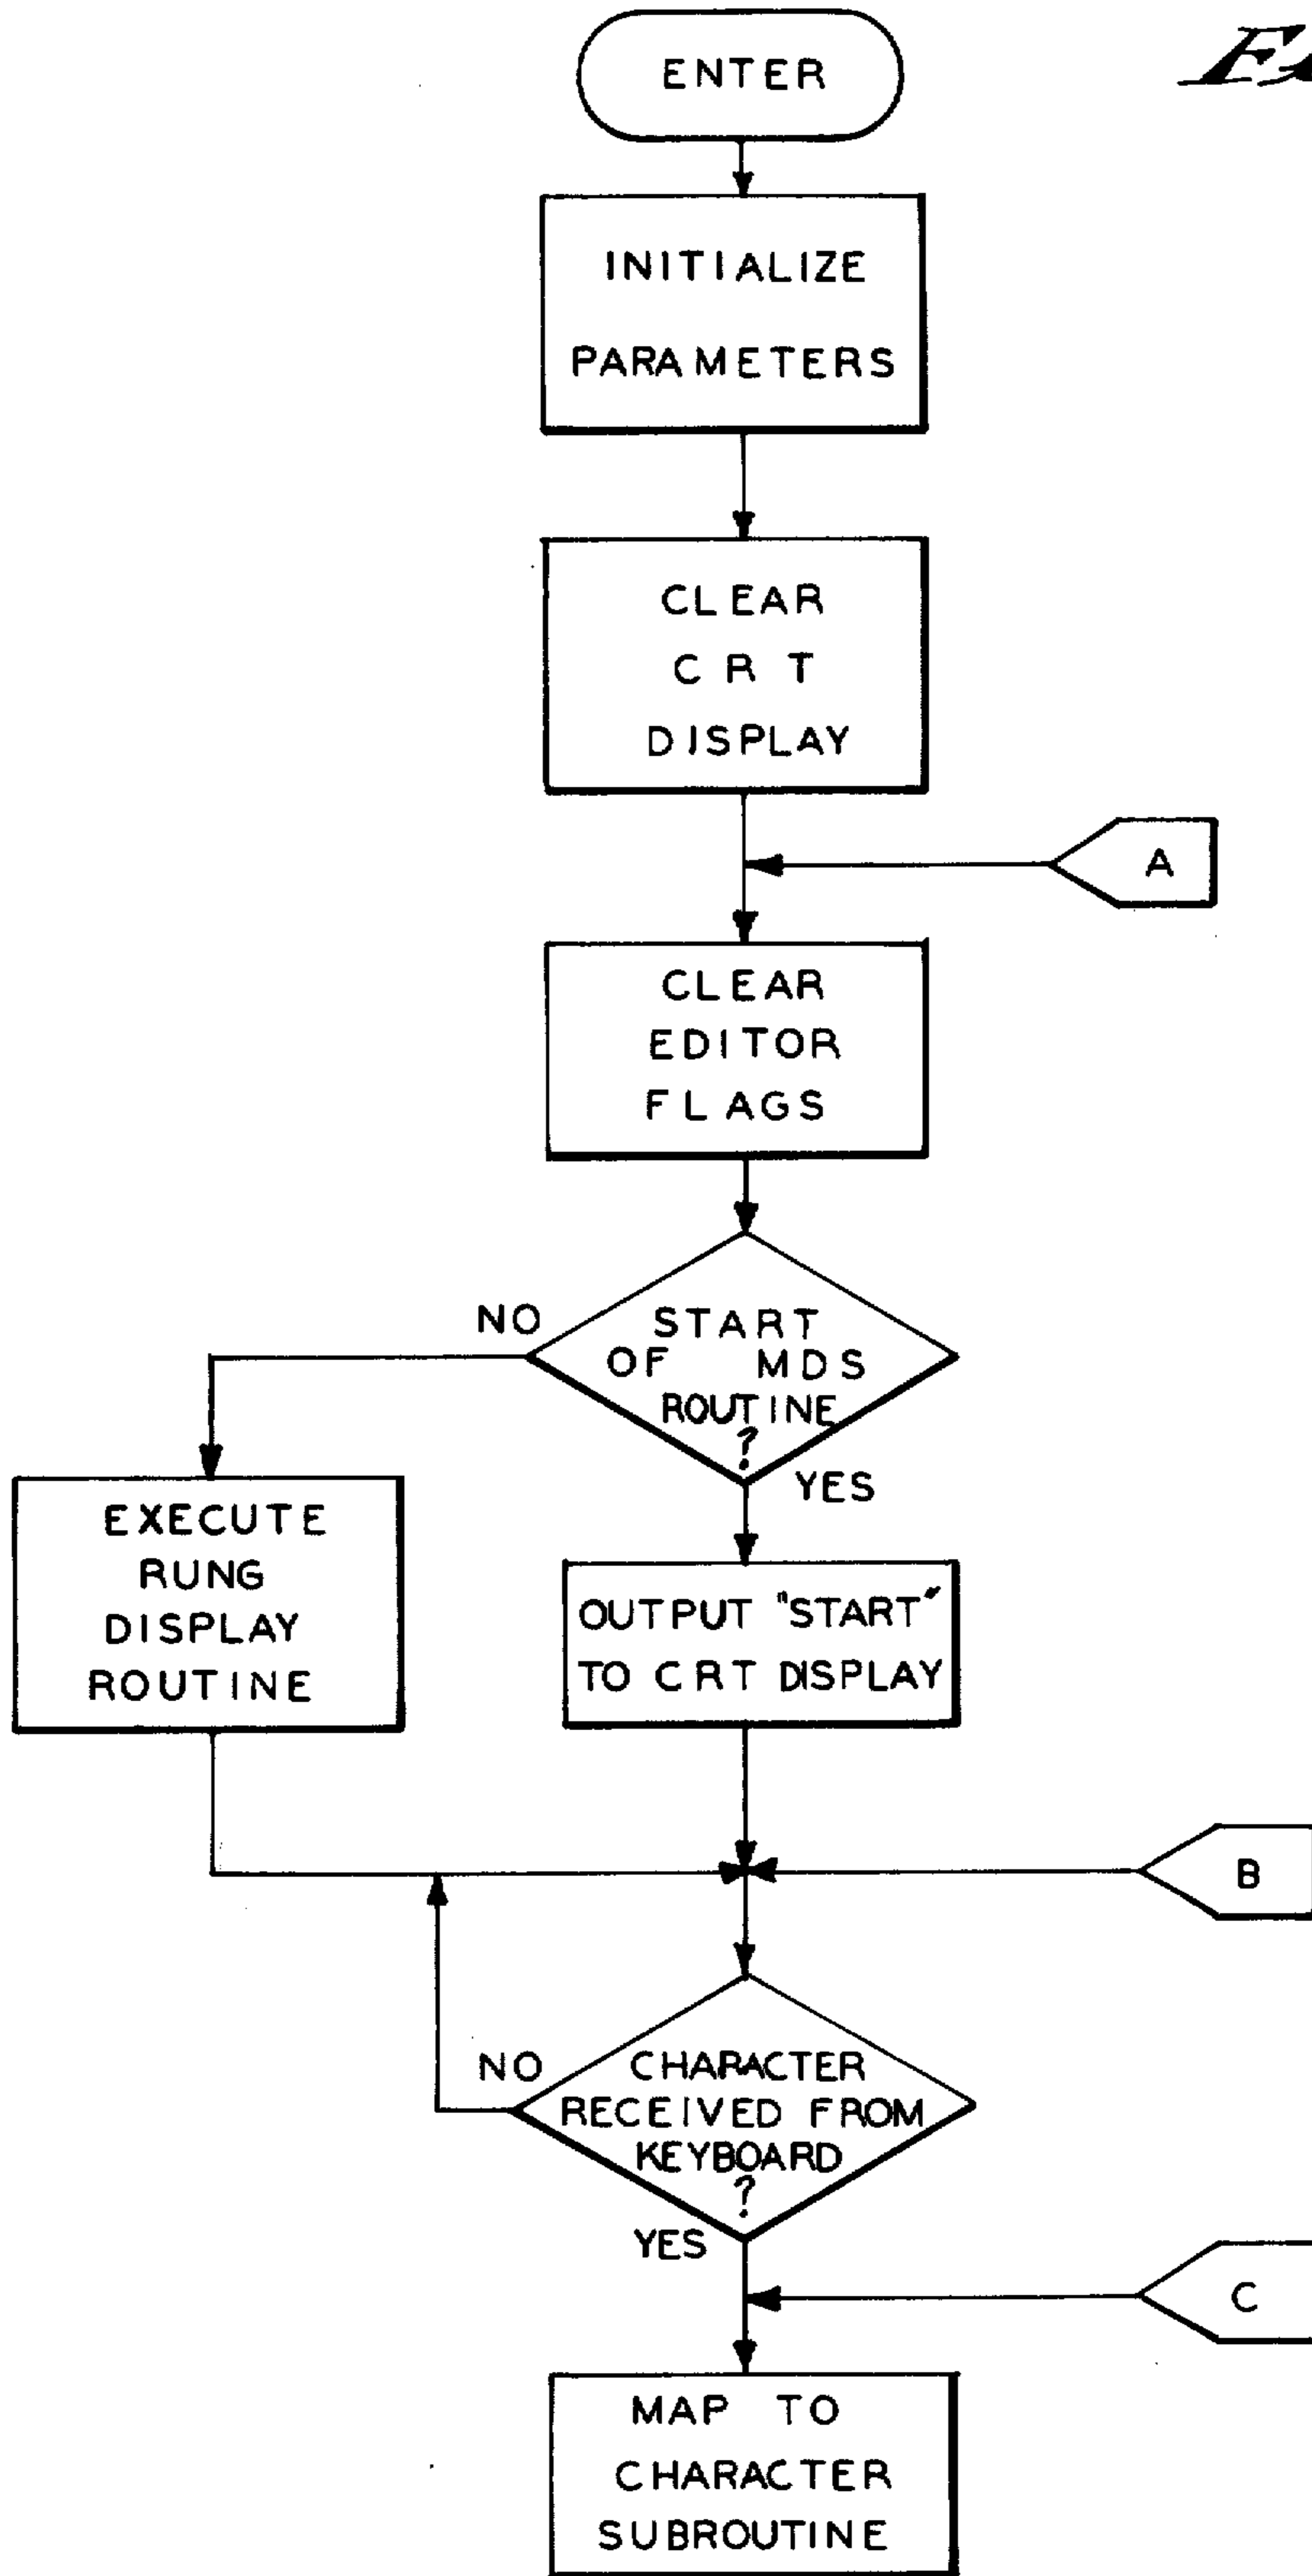 ENTER
INITIALIZE
PARAMETERS
CLEAR
CRT
DISPLAY
A
CLEAR
EDITOR
FLAGS
NO
START
OF MDS
ROUTINE
?
YES
EXECUTE
RUNG
DISPLAY
ROUTINE
OUTPUT "START"
TO CRT DISPLAY
B
NO
CHARACTER
RECEIVED FROM
KEYBOARD
?
YES
C
MAP TO
CHARACTER
SUBROUTINE